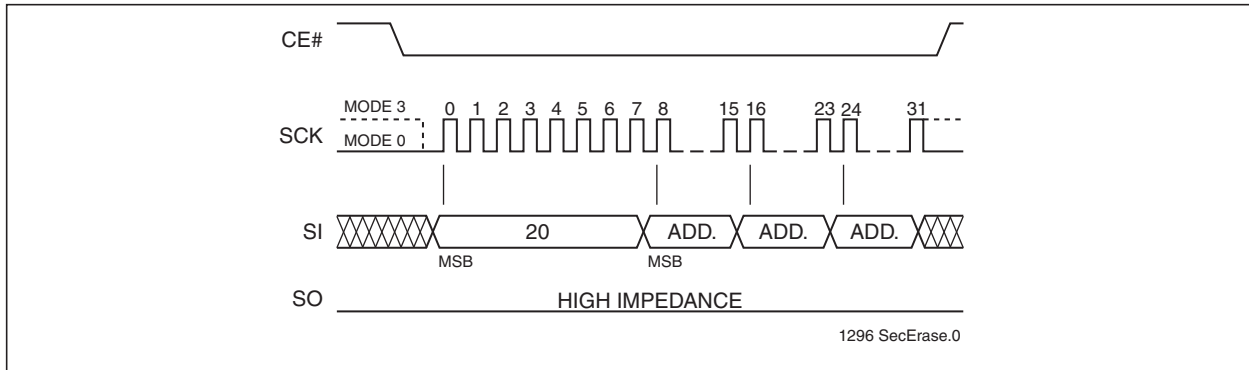 CE#
MODE 3
0 1 2 3 4 5 6 7 8 15 16 23 24 31
SCK
MODE 0
SI
20 ADD. ADD. ADD.
MSB MSB
SO
HIGH IMPEDANCE
1296 SecErase.0